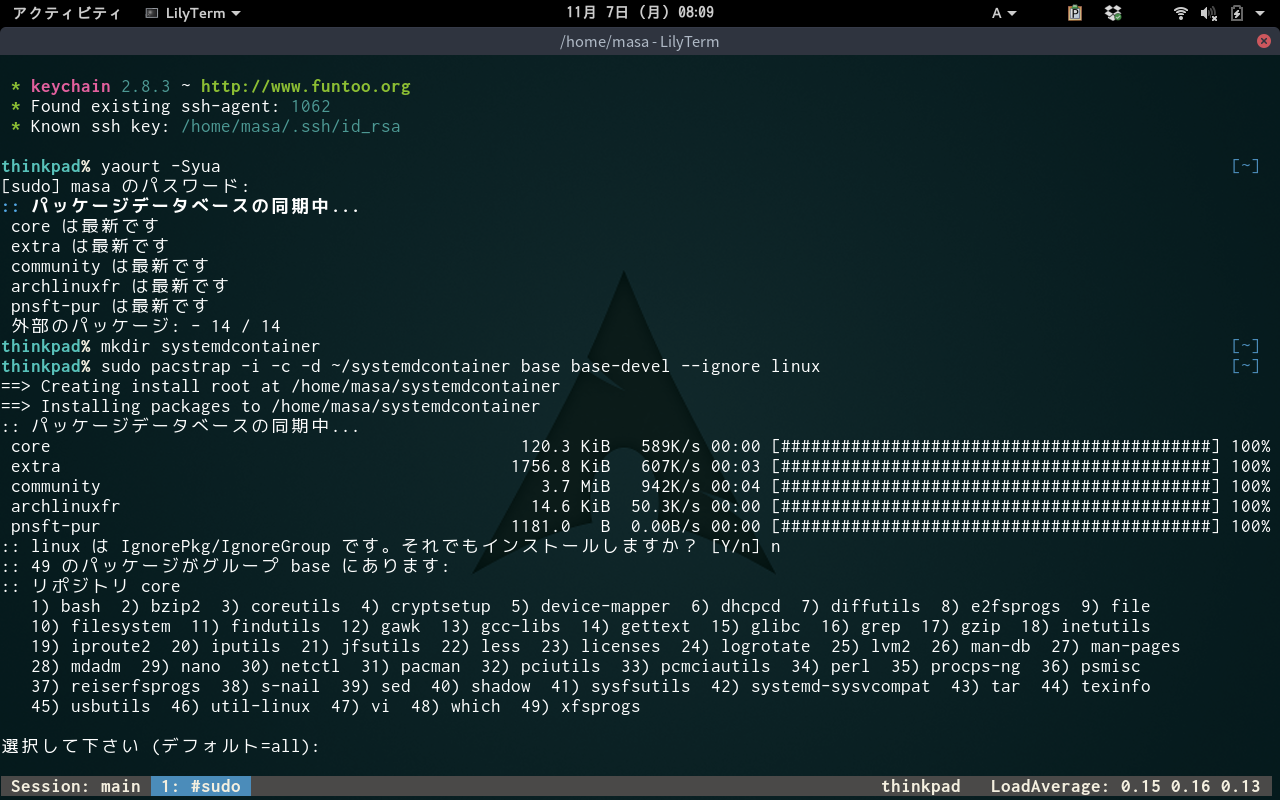 アクティビティ LilyTerm 11月 7日 (月) 08:09 A
/home/masa - LilyTerm
* keychain 2.8.3 ~ http://www.funtoo.org
* Found existing ssh-agent: 1062
* Known ssh key: /home/masa/.ssh/id_rsa
thinkpad% yaourt -Syua [~]
[sudo] masa のパスワード:
:: パッケージデータベースの同期中...
core は最新です
extra は最新です
community は最新です
archlinuxfr は最新です
pnsft-pur は最新です
外部のパッケージ: - 14 / 14
thinkpad% mkdir systemdcontainer [~]
thinkpad% sudo pacstrap -i -c -d ~/systemdcontainer base base-devel --ignore linux [~]
==> Creating install root at /home/masa/systemdcontainer
==> Installing packages to /home/masa/systemdcontainer
:: パッケージデータベースの同期中...
core 120.3 KiB 589K/s 00:00 [###########################################] 100%
extra 1756.8 KiB 607K/s 00:03 [###########################################] 100%
community 3.7 MiB 942K/s 00:04 [###########################################] 100%
archlinuxfr 14.6 KiB 50.3K/s 00:00 [###########################################] 100%
pnsft-pur 1181.0 B 0.00B/s 00:00 [###########################################] 100%
:: linux は IgnorePkg/IgnoreGroup です。それでもインストールしますか? [Y/n] n
:: 49 のパッケージがグループ base にあります:
:: リポジトリ core
1) bash 2) bzip2 3) coreutils 4) cryptsetup 5) device-mapper 6) dhcpcd 7) diffutils 8) e2fsprogs 9) file
10) filesystem 11) findutils 12) gawk 13) gcc-libs 14) gettext 15) glibc 16) grep 17) gzip 18) inetutils
19) iproute2 20) iputils 21) jfsutils 22) less 23) licenses 24) logrotate 25) lvm2 26) man-db 27) man-pages
28) mdadm 29) nano 30) netctl 31) pacman 32) pciutils 33) pcmciautils 34) perl 35) procps-ng 36) psmisc
37) reiserfsprogs 38) s-nail 39) sed 40) shadow 41) sysfsutils 42) systemd-sysvcompat 43) tar 44) texinfo
45) usbutils 46) util-linux 47) vi 48) which 49) xfsprogs
選択して下さい (デフォルト=all):
Session: main 1: #sudo thinkpad LoadAverage: 0.15 0.16 0.13